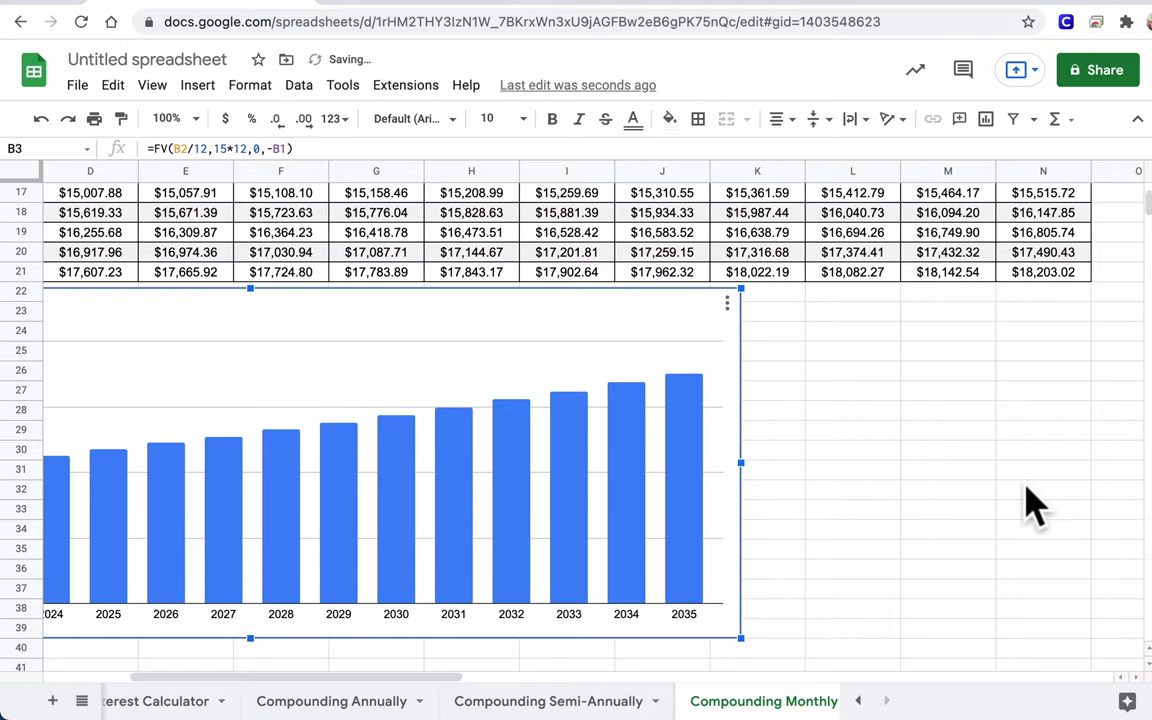 docs.google.com/spreadsheets/d/1rHM2THY3IzN1W_7BKrxWn3xU9jAGFBw2eB6gPK75nQc/edit#gid=1403548623
Untitled spreadsheet Saving...
File Edit View Insert Format Data Tools Extensions Help Last edit was seconds ago
Share
100% $ % .0 .00 123 Default (Ari... 10 B I S A Σ
B3 fx =FV(B2/12,15*12,0,-B1)
D E F G H I J K L M N O
17 $15,007.88 $15,057.91 $15,108.10 $15,158.46 $15,208.99 $15,259.69 $15,310.55 $15,361.59 $15,412.79 $15,464.17 $15,515.72
18 $15,619.33 $15,671.39 $15,723.63 $15,776.04 $15,828.63 $15,881.39 $15,934.33 $15,987.44 $16,040.73 $16,094.20 $16,147.85
19 $16,255.68 $16,309.87 $16,364.23 $16,418.78 $16,473.51 $16,528.42 $16,583.52 $16,638.79 $16,694.26 $16,749.90 $16,805.74
20 $16,917.96 $16,974.36 $17,030.94 $17,087.71 $17,144.67 $17,201.81 $17,259.15 $17,316.68 $17,374.41 $17,432.32 $17,490.43
21 $17,607.23 $17,665.92 $17,724.80 $17,783.89 $17,843.17 $17,902.64 $17,962.32 $18,022.19 $18,082.27 $18,142.54 $18,203.02
22
23
24
25
26
27
28
29
30
31
32
33
34
35
36
37
38
39
40
41
024 2025 2026 2027 2028 2029 2030 2031 2032 2033 2034 2035
+ terest Calculator Compounding Annually Compounding Semi-Annually Compounding Monthly